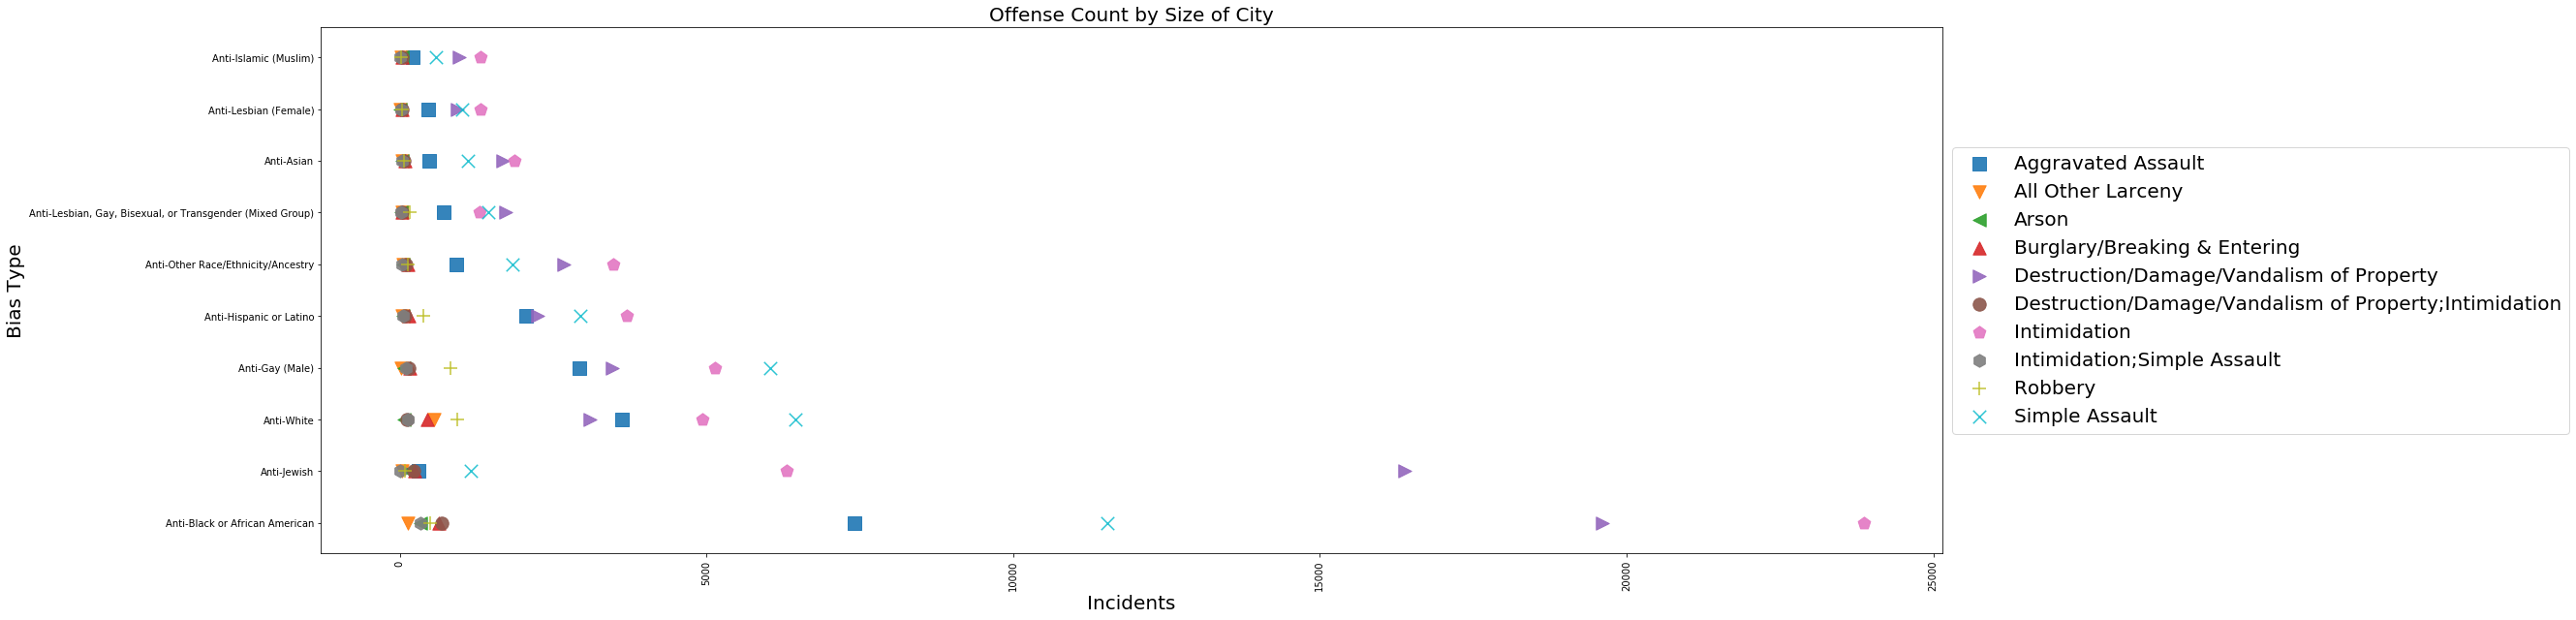 Offense Count by Size of City
Bias Type
Anti-Islamic (Muslim)
Anti-Lesbian (Female)
Anti-Asian
Anti-Lesbian, Gay, Bisexual, or Transgender (Mixed Group)
Anti-Other Race/Ethnicity/Ancestry
Anti-Hispanic or Latino
Anti-Gay (Male)
Anti-White
Anti-Jewish
Anti-Black or African American
0
5000
10000
15000
20000
25000
Incidents
Aggravated Assault
All Other Larceny
Arson
Burglary/Breaking & Entering
Destruction/Damage/Vandalism of Property
Destruction/Damage/Vandalism of Property;Intimidation
Intimidation
Intimidation;Simple Assault
Robbery
Simple Assault